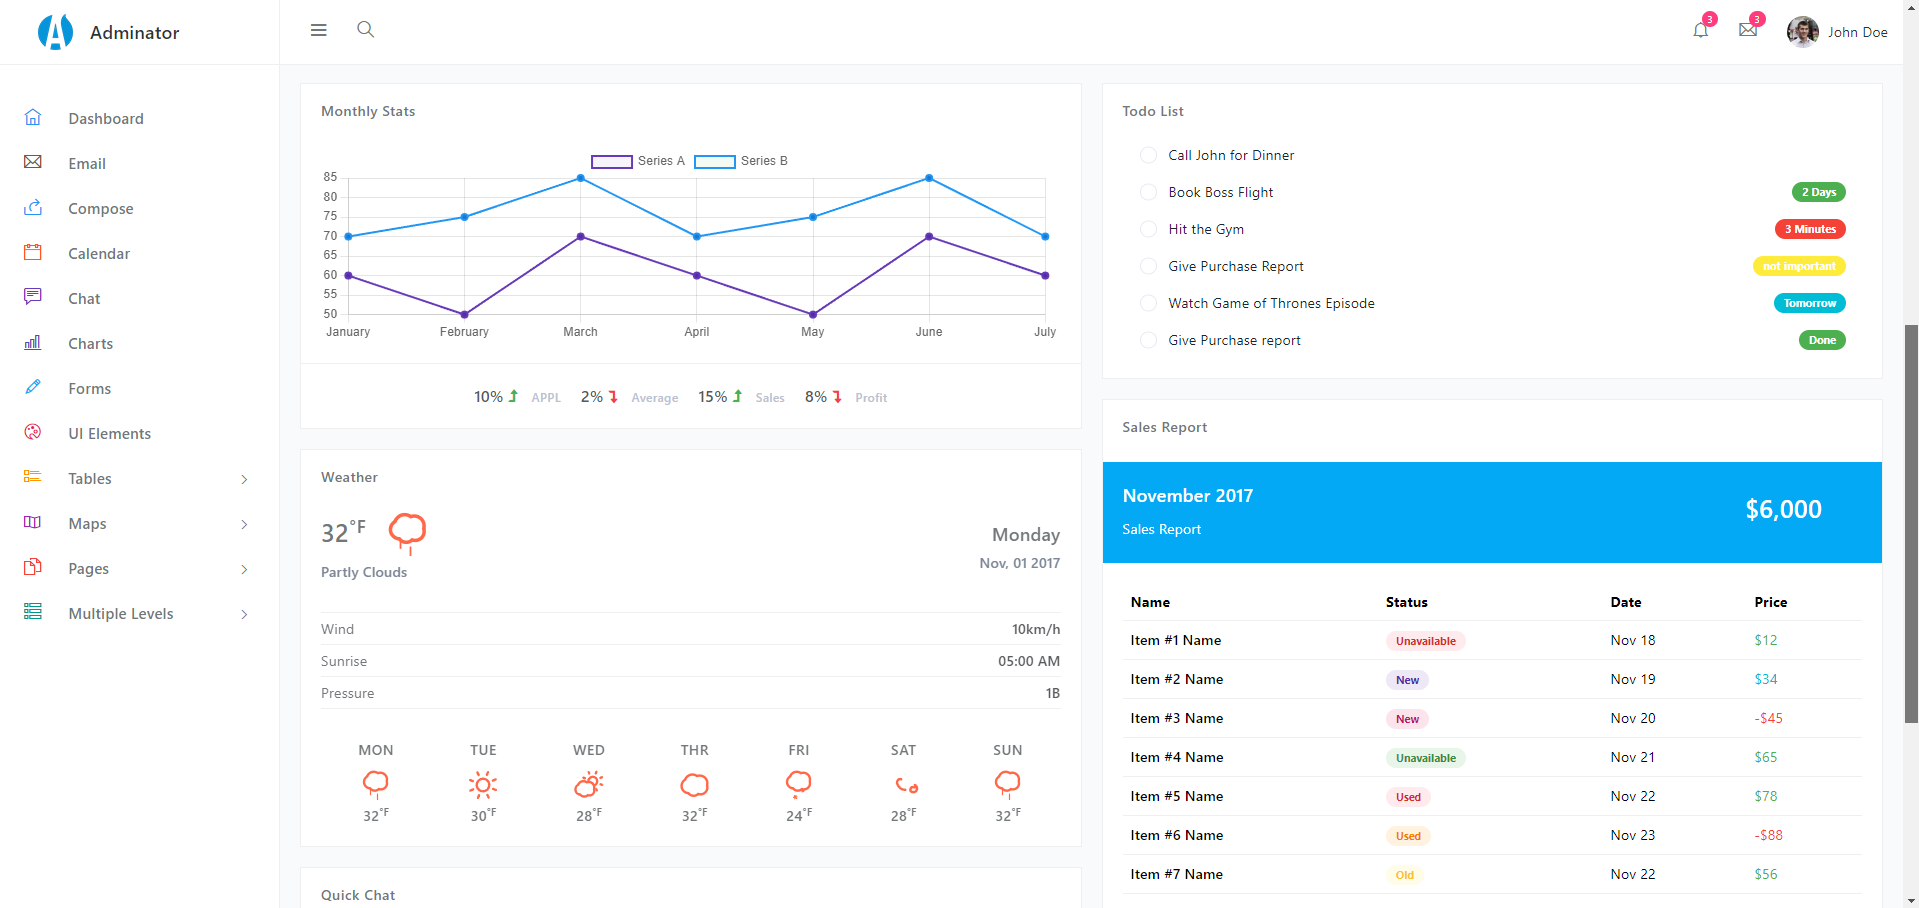 Adminator
3
3
John Doe
Dashboard
Email
Compose
Calendar
Chat
Charts
Forms
UI Elements
Tables
Maps
Pages
Multiple Levels
Monthly Stats
Series A Series B
85
80
75
70
65
60
55
50
January February March April May June July
10% APPL 2% Average 15% Sales 8% Profit
Weather
32°F
Partly Clouds
Monday
Nov, 01 2017
Wind 10km/h
Sunrise 05:00 AM
Pressure 1B
MON TUE WED THR FRI SAT SUN
32°F 30°F 28°F 32°F 24°F 28°F 32°F
Quick Chat
Todo List
Call John for Dinner
Book Boss Flight 2 Days
Hit the Gym 3 Minutes
Give Purchase Report not important
Watch Game of Thrones Episode Tomorrow
Give Purchase report Done
Sales Report
November 2017
Sales Report
$6,000
Name Status Date Price
Item #1 Name Unavailable Nov 18 $12
Item #2 Name New Nov 19 $34
Item #3 Name New Nov 20 -$45
Item #4 Name Unavailable Nov 21 $65
Item #5 Name Used Nov 22 $78
Item #6 Name Used Nov 23 -$88
Item #7 Name Old Nov 22 $56